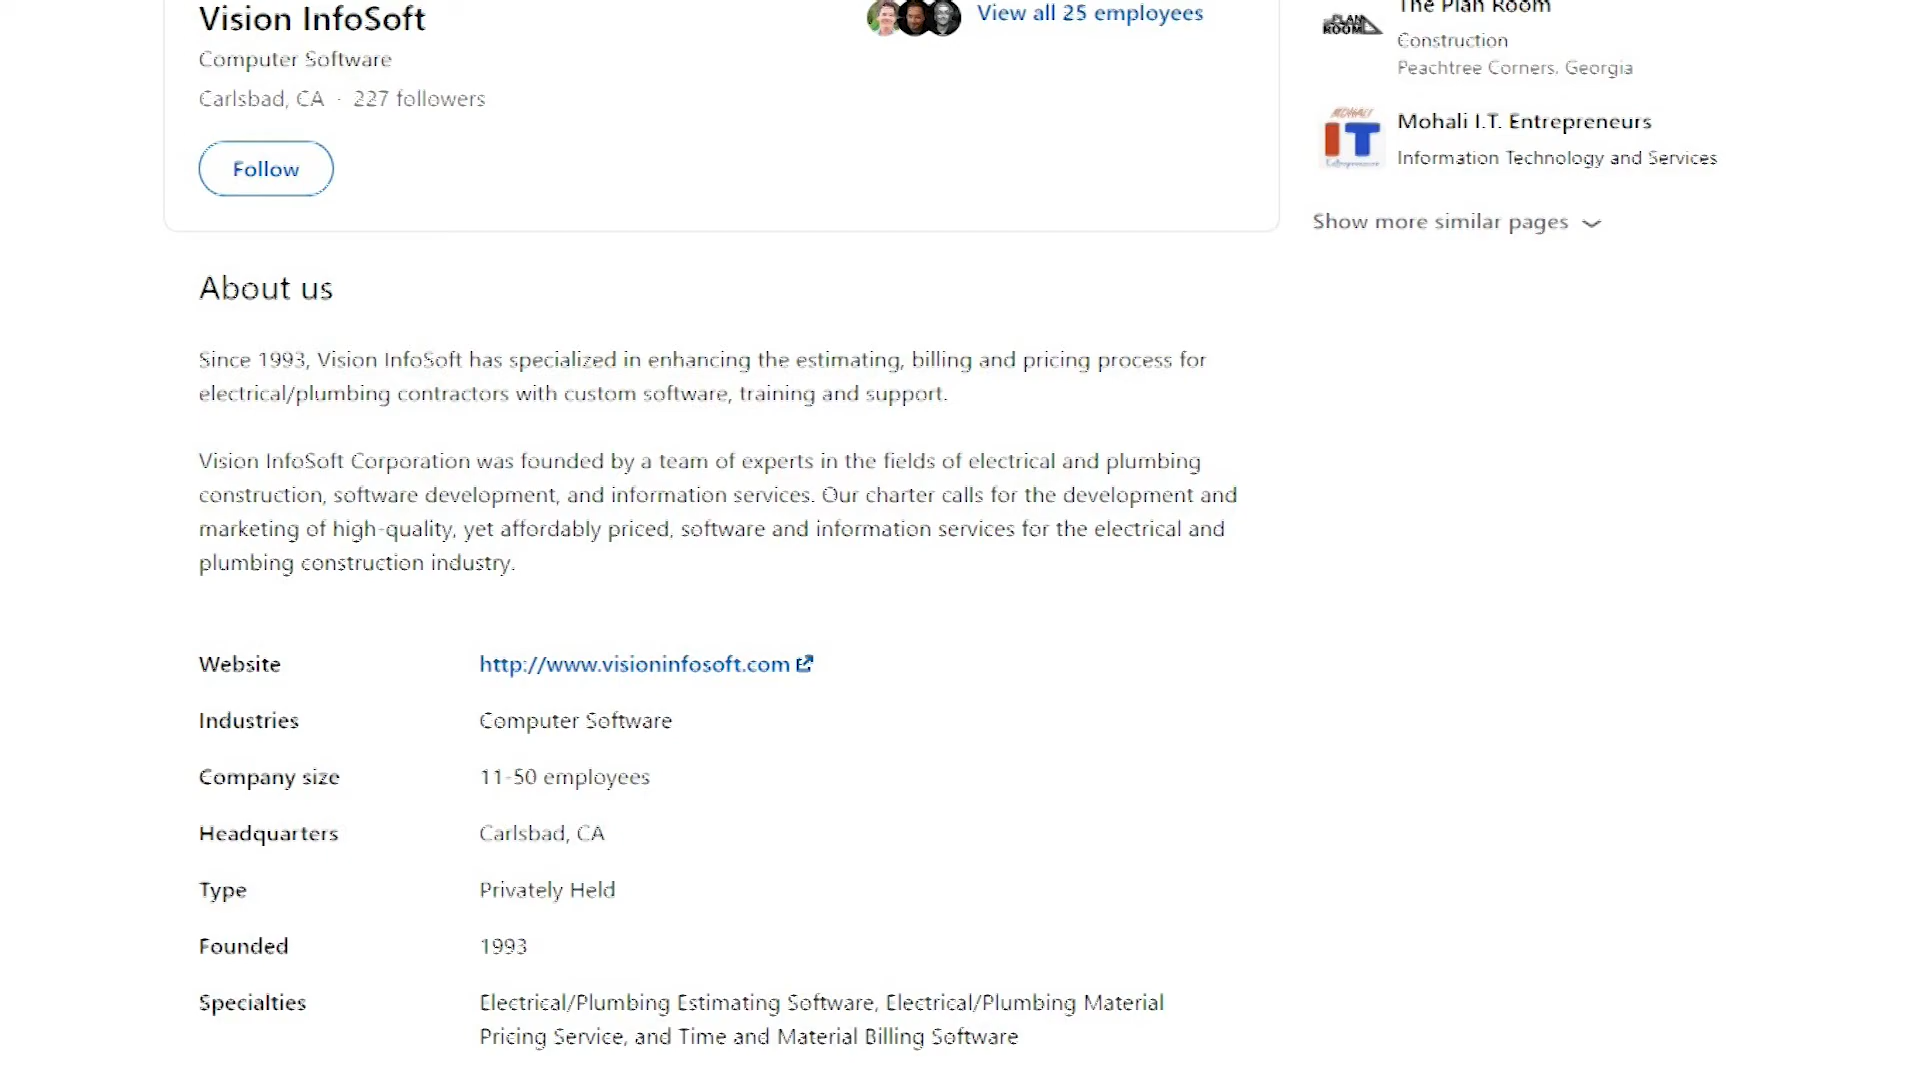 Vision InfoSoft
View all 25 employees
Computer Software
Carlsbad, CA · 227 followers
Follow
The Plan Room
PLAN
ROOM
Construction
Peachtree Corners, Georgia
MOHALI
IT
Mohali I.T. Entrepreneurs
Information Technology and Services
Show more similar pages
About us
Since 1993, Vision InfoSoft has specialized in enhancing the estimating, billing and pricing process for
electrical/plumbing contractors with custom software, training and support.
Vision InfoSoft Corporation was founded by a team of experts in the fields of electrical and plumbing
construction, software development, and information services. Our charter calls for the development and
marketing of high-quality, yet affordably priced, software and information services for the electrical and
plumbing construction industry.
Website http://www.visioninfosoft.com
Industries Computer Software
Company size 11-50 employees
Headquarters Carlsbad, CA
Type Privately Held
Founded 1993
Specialties Electrical/Plumbing Estimating Software, Electrical/Plumbing Material
Pricing Service, and Time and Material Billing Software